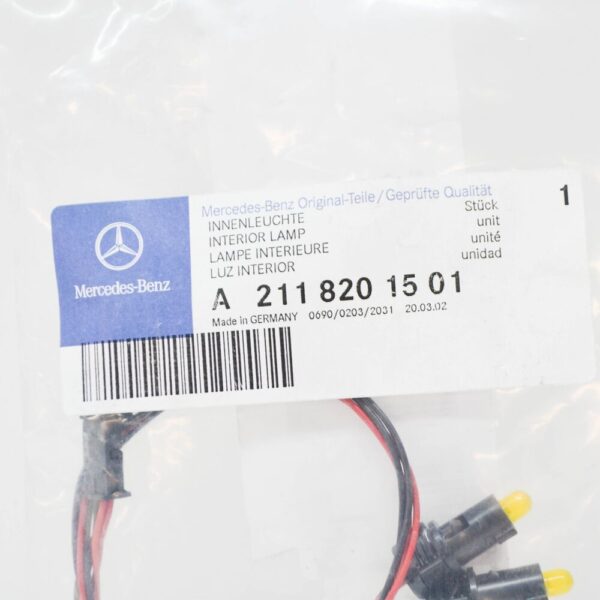 Mercedes-Benz Original-Teile/Geprüfte Qualität
INNENLEUCHTE Stück 1
INTERIOR LAMP unit
LAMPE INTERIEURE unité
LUZ INTERIOR unidad
Mercedes-Benz
A 211 820 15 01
Made in GERMANY 0690/0203/2031 20.03.02